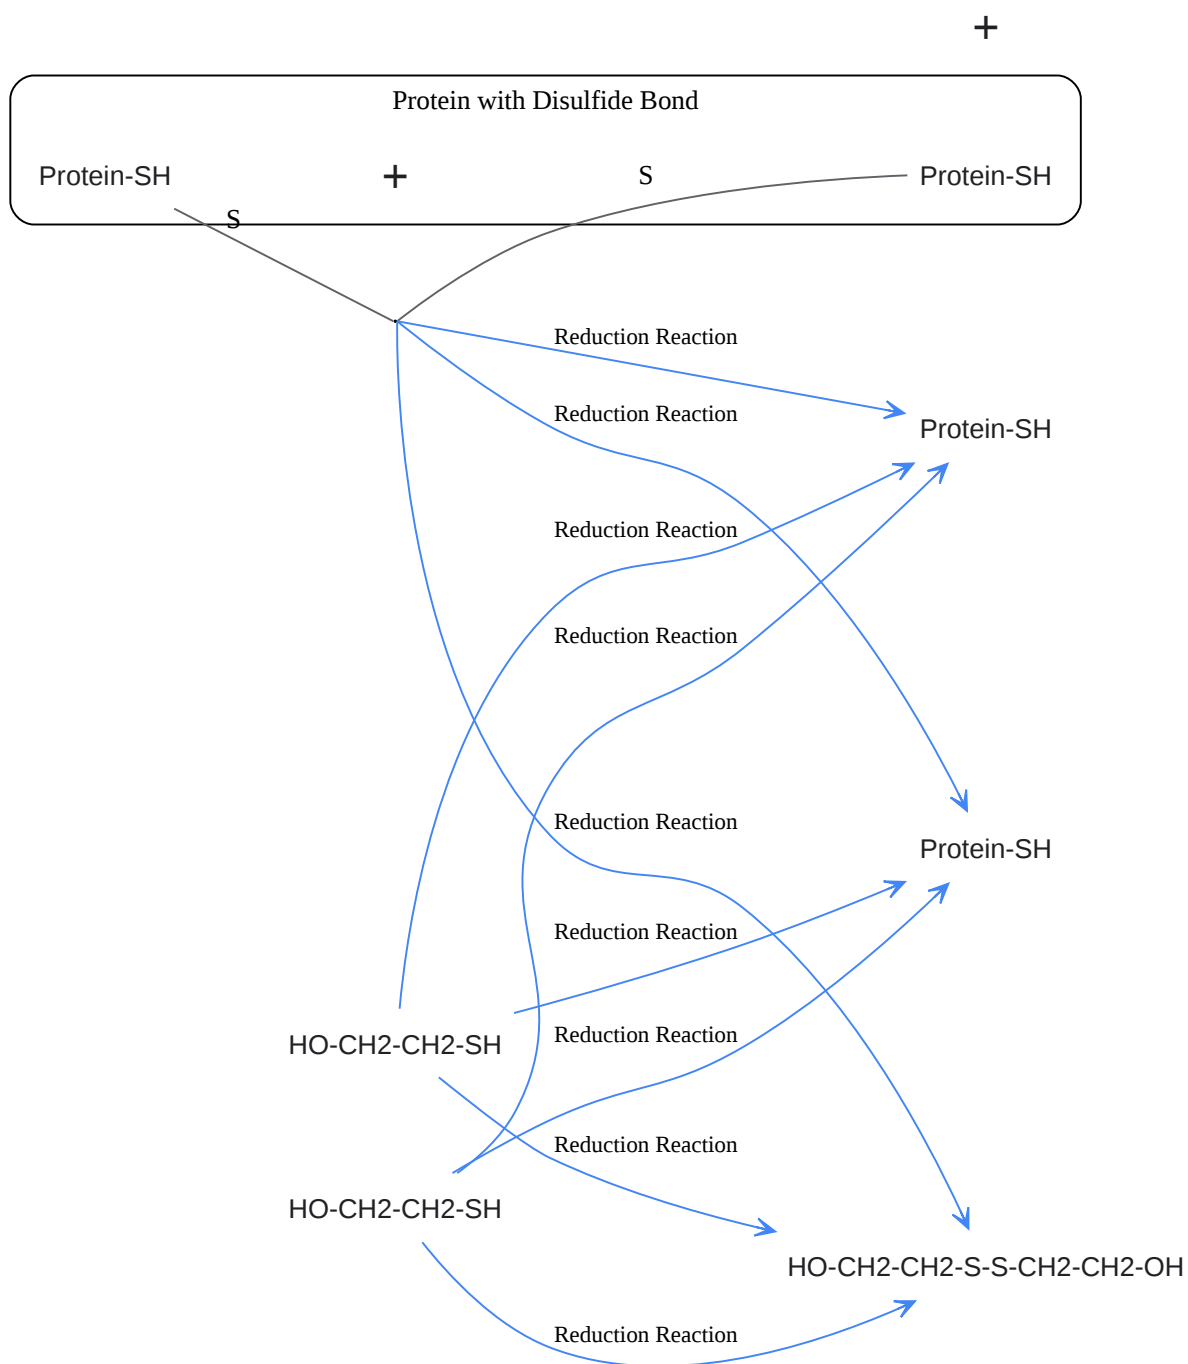 +
Protein with Disulfide Bond
Protein-SH + S Protein-SH
S
Reduction Reaction
Reduction Reaction
Protein-SH
Reduction Reaction
Reduction Reaction
Reduction Reaction
Protein-SH
Reduction Reaction
Reduction Reaction
HO-CH2-CH2-SH
Reduction Reaction
HO-CH2-CH2-SH
HO-CH2-CH2-S-S-CH2-CH2-OH
Reduction Reaction